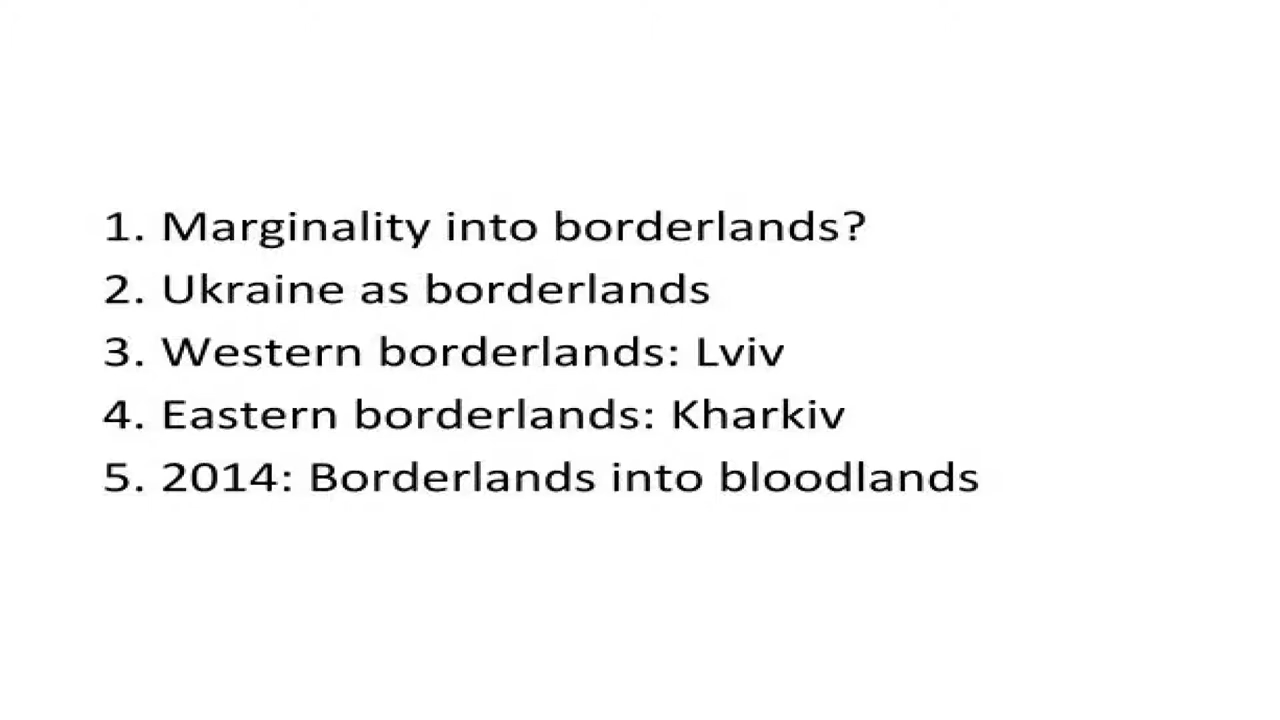 1. Marginality into borderlands?
2. Ukraine as borderlands
3. Western borderlands: Lviv
4. Eastern borderlands: Kharkiv
5. 2014: Borderlands into bloodlands